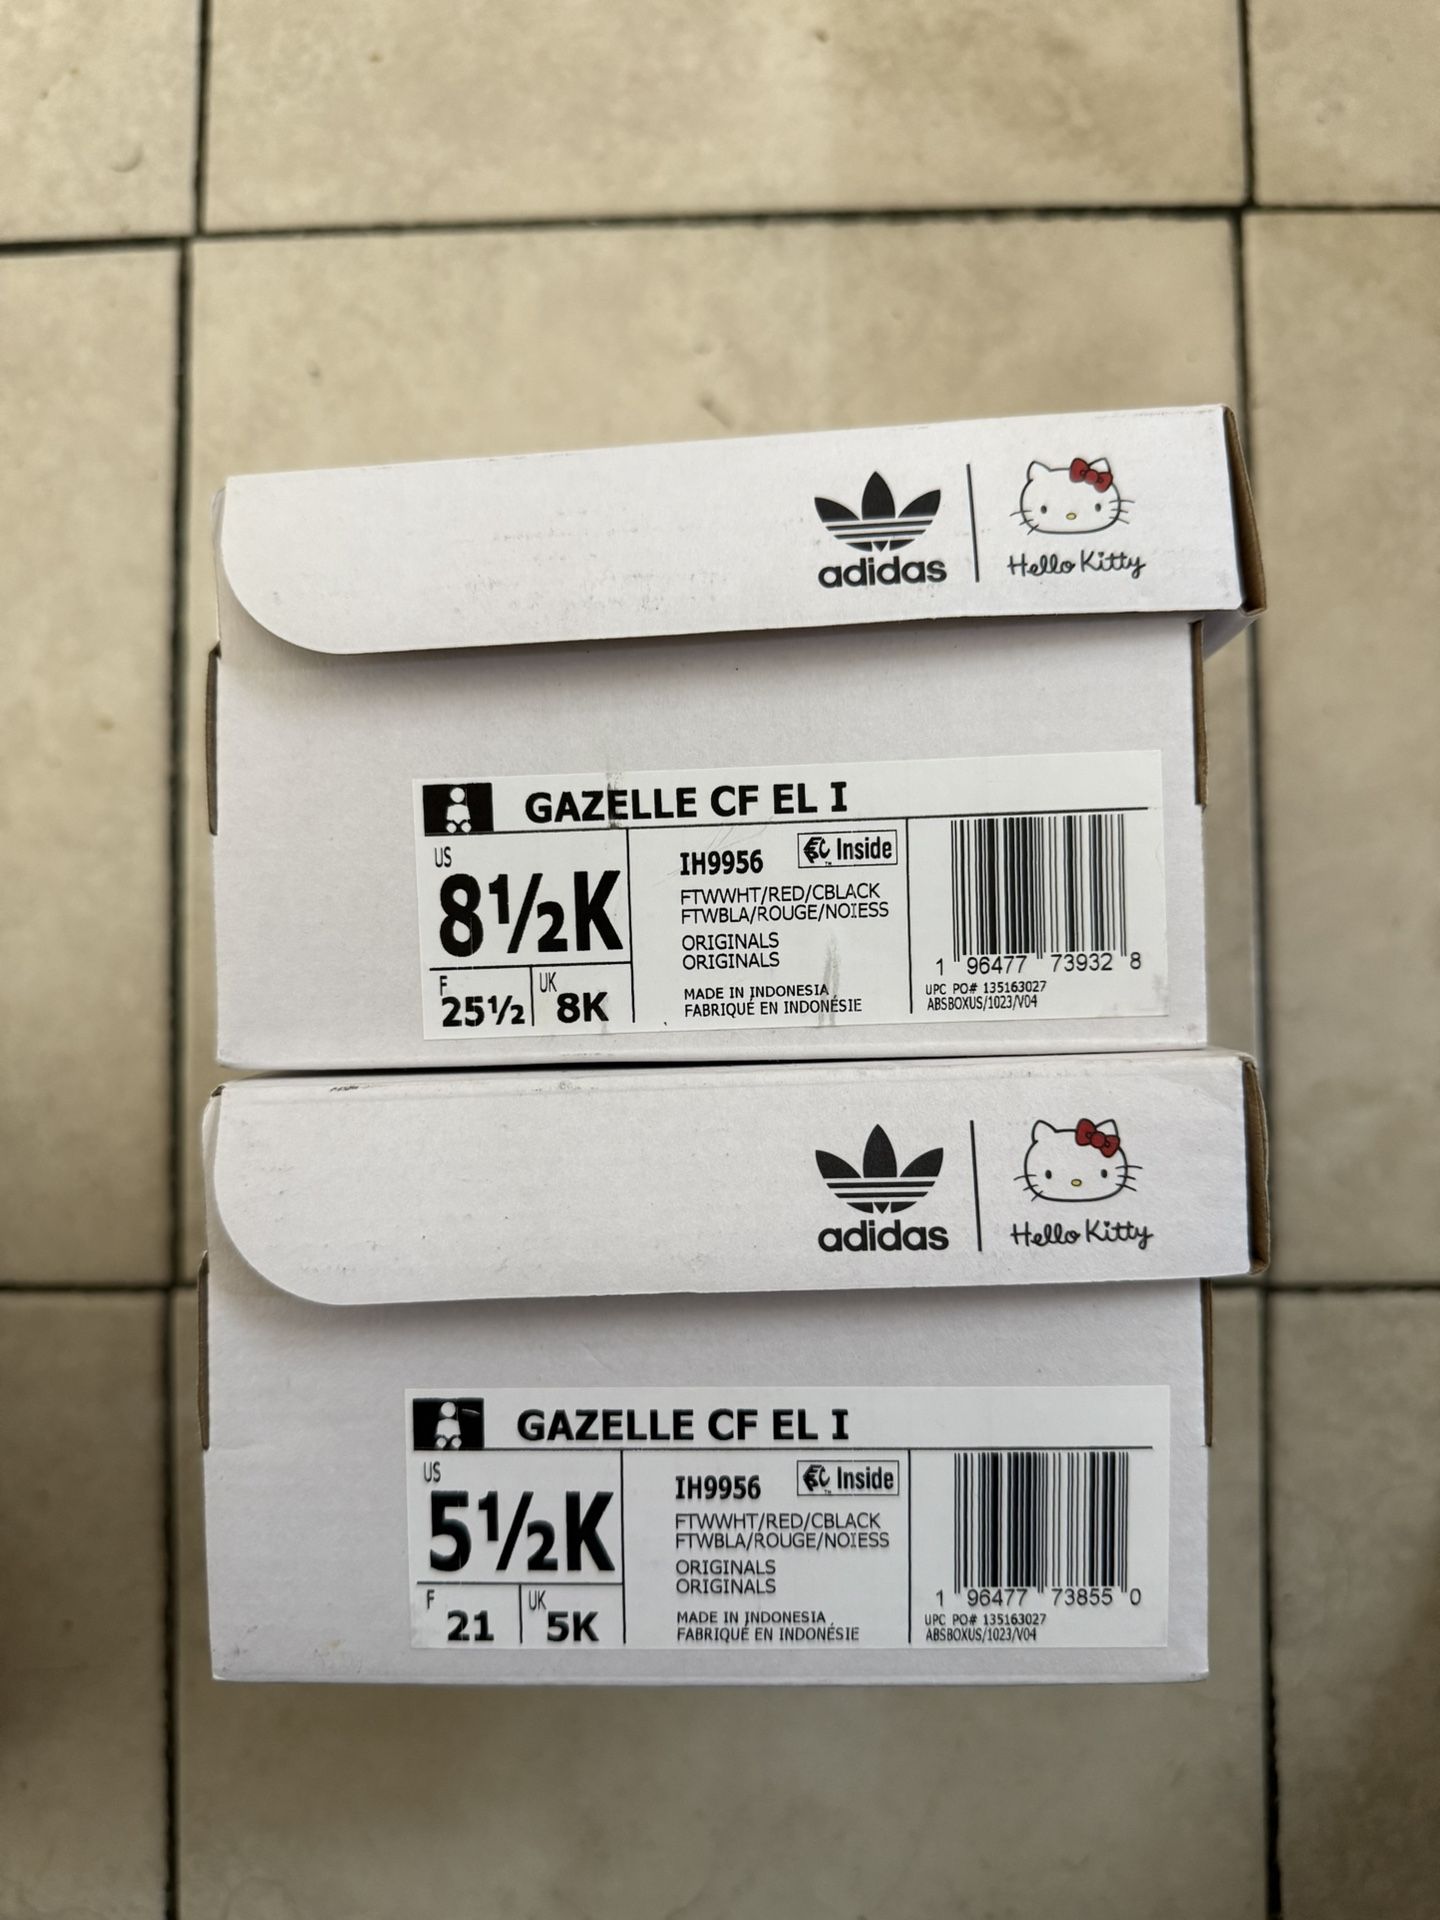 adidas
Hello Kitty
GAZELLE CF EL I
US
8½K
F
25½
UK
8K
IH9956
Inside
FTWWHT/RED/CBLACK
FTWBLA/ROUGE/NOIESS
ORIGINALS
ORIGINALS
MADE IN INDONESIA
FABRIQUÉ EN INDONÉSIE
1 96477 73932 8
UPC PO# 135163027
ABSBOXUS/1023/V04
adidas
Hello Kitty
GAZELLE CF EL I
US
5½K
F
21
UK
5K
IH9956
Inside
FTWWHT/RED/CBLACK
FTWBLA/ROUGE/NOIESS
ORIGINALS
ORIGINALS
MADE IN INDONESIA
FABRIQUÉ EN INDONÉSIE
1 96477 73855 0
UPC PO# 135163027
ABSBOXUS/1023/V04